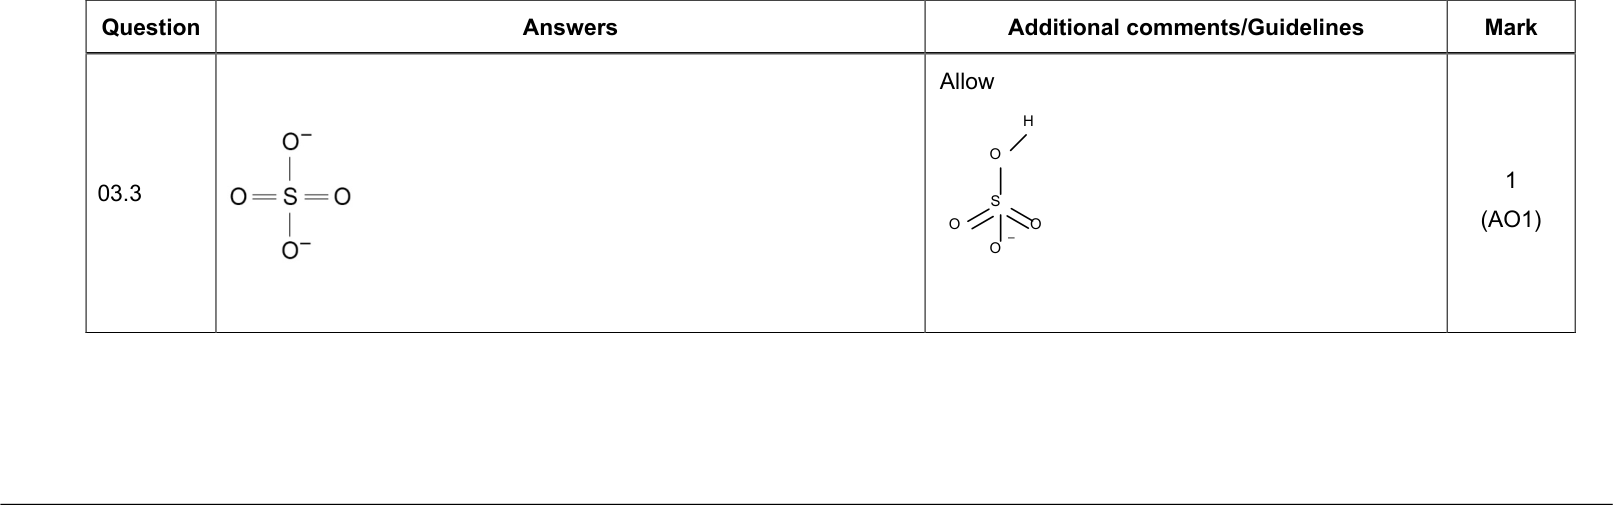 Question Answers Additional comments/Guidelines Mark
Allow
H
O⁻
O
1
03.3
O S O
S
(AO1)
O O
O⁻
O⁻